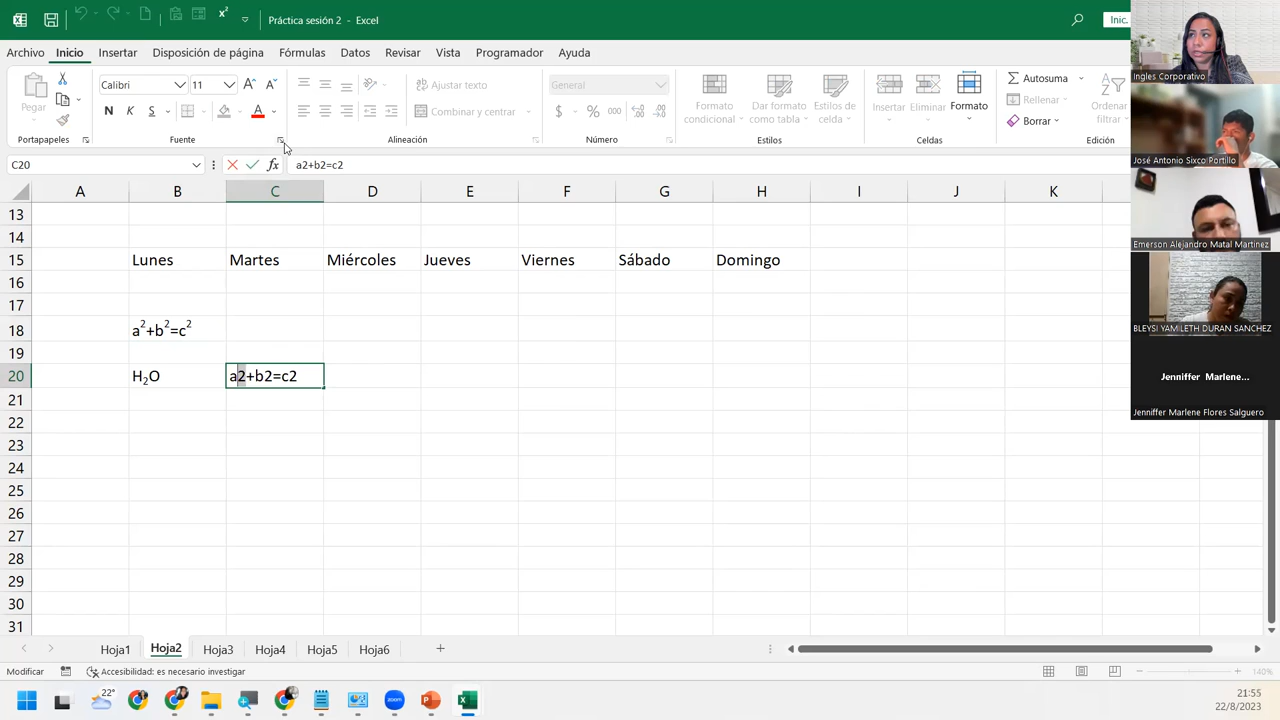 Práctica sesión 2 - Excel
Inic.
Archivo Inicio Insertar Disposición de página Fórmulas Datos Revisar Vista Programador Ayuda
Pegar
Calibri 11
N K S
General
Combinar y centrar
$ % 000
Formato condicional
Dar formato como tabla
Estilos de celda
Insertar Eliminar Formato
Autosuma
Rellenar
Borrar
Ordenar
filtrar
Portapapeles Fuente Alineación Número Estilos Celdas Edición
C20 fx a2+b2=c2
A B C D E F G H I J K
13
14
15 Lunes Martes Miércoles Jueves Viernes Sábado Domingo
16
17
18 a²+b²=c²
19
20 H₂O a2+b2=c2
21
22
23
24
25
26
27
28
29
30
31
Hoja1 Hoja2 Hoja3 Hoja4 Hoja5 Hoja6
Modificar Accesibilidad: es necesario investigar 140%
22°
zoom
21:55
22/8/2023
Ingles Corporativo
José Antonio Sixco Portillo
Emerson Alejandro Matal Martinez
BLEYSI YAMILETH DURAN SANCHEZ
Jenniffer Marlene...
Jenniffer Marlene Flores Salguero